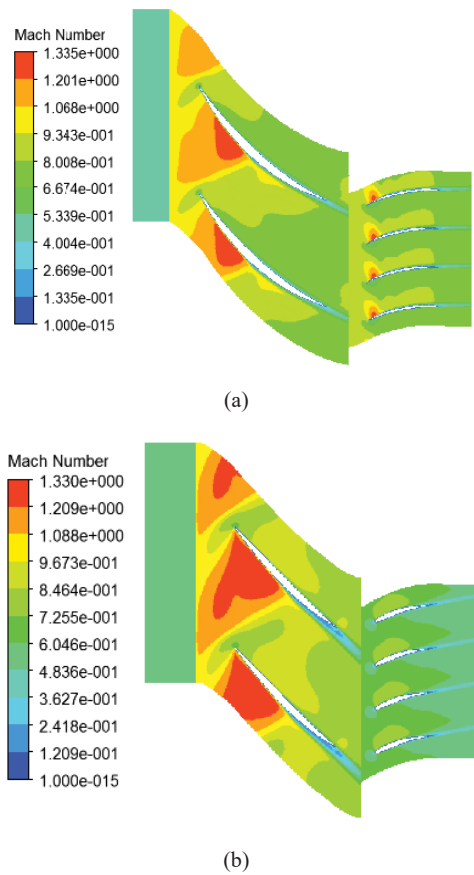 Mach Number
1.335e+000
1.201e+000
1.068e+000
9.343e-001
8.008e-001
6.674e-001
5.339e-001
4.004e-001
2.669e-001
1.335e-001
1.000e-015
(a)
Mach Number
1.330e+000
1.209e+000
1.088e+000
9.673e-001
8.464e-001
7.255e-001
6.046e-001
4.836e-001
3.627e-001
2.418e-001
1.209e-001
1.000e-015
(b)